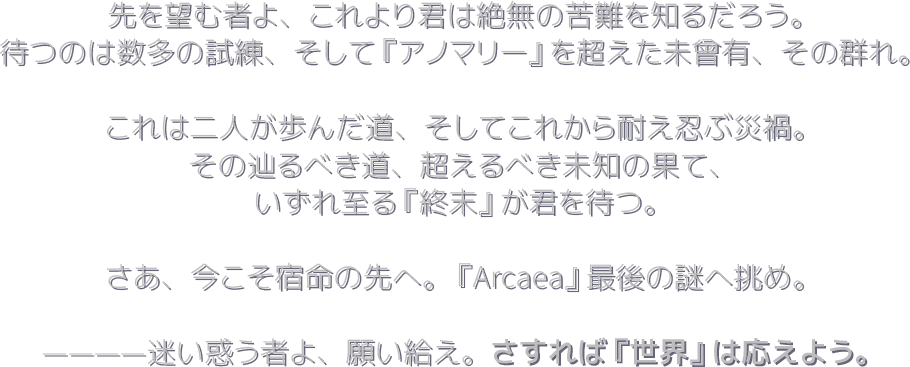 先を望む者よ、これより君は絶無の苦難を知るだろう。
待つのは数多の試練、そして『アノマリー』を超えた未曾有、その群れ。
これは二人が歩んだ道、そしてこれから耐え忍ぶ災禍。
その辿るべき道、超えるべき未知の果て、
いずれ至る『終末』が君を待つ。
さあ、今こそ宿命の先へ。『Arcaea』最後の謎へ挑め。
————迷い惑う者よ、願い給え。さすれば『世界』は応えよう。